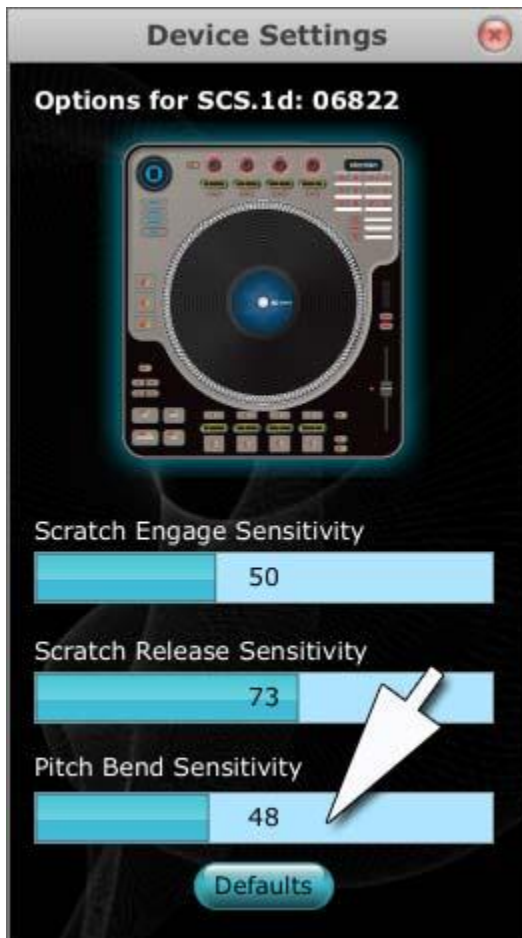 Device Settings
Options for SCS.1d: 06822
Scratch Engage Sensitivity
50
Scratch Release Sensitivity
73
Pitch Bend Sensitivity
48
Defaults